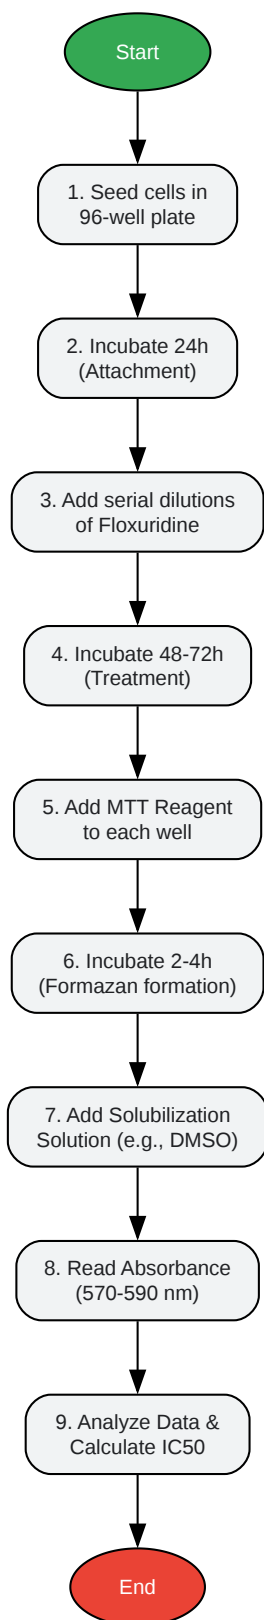 Start
1. Seed cells in
96-well plate
2. Incubate 24h
(Attachment)
3. Add serial dilutions
of Floxuridine
4. Incubate 48-72h
(Treatment)
5. Add MTT Reagent
to each well
6. Incubate 2-4h
(Formazan formation)
7. Add Solubilization
Solution (e.g., DMSO)
8. Read Absorbance
(570-590 nm)
9. Analyze Data &
Calculate IC50
End